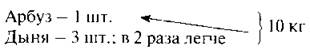 Арбуз – 1 шт.
Дыня – 3 шт.; в 2 раза легче
10 кг